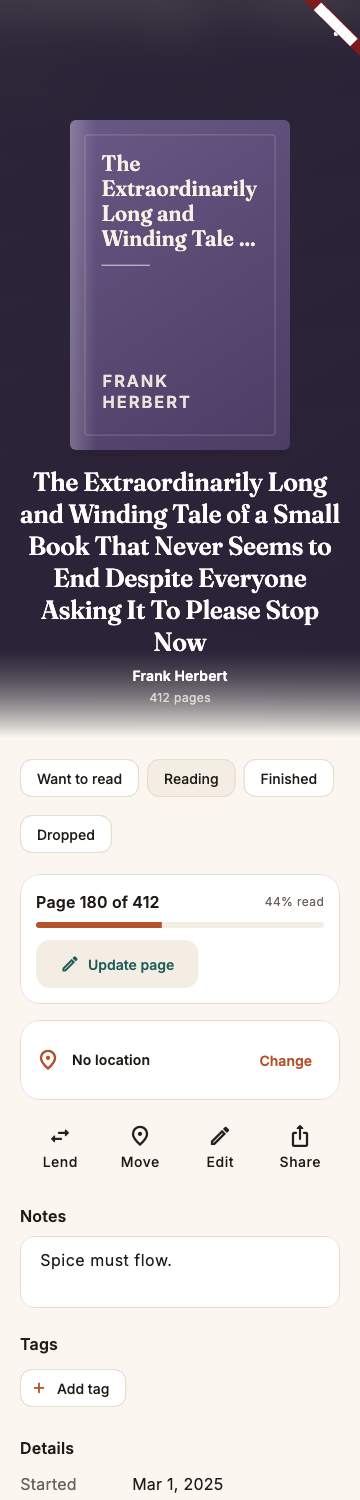 The
Extraordinarily
Long and
Winding Tale ...
FRANK
HERBERT
The Extraordinarily Long
and Winding Tale of a Small
Book That Never Seems to
End Despite Everyone
Asking It To Please Stop
Now
Frank Herbert
412 pages
Want to read
Reading
Finished
Dropped
Page 180 of 412
44% read
Update page
No location
Change
Lend
Move
Edit
Share
Notes
Spice must flow.
Tags
+ Add tag
Details
Started
Mar 1, 2025